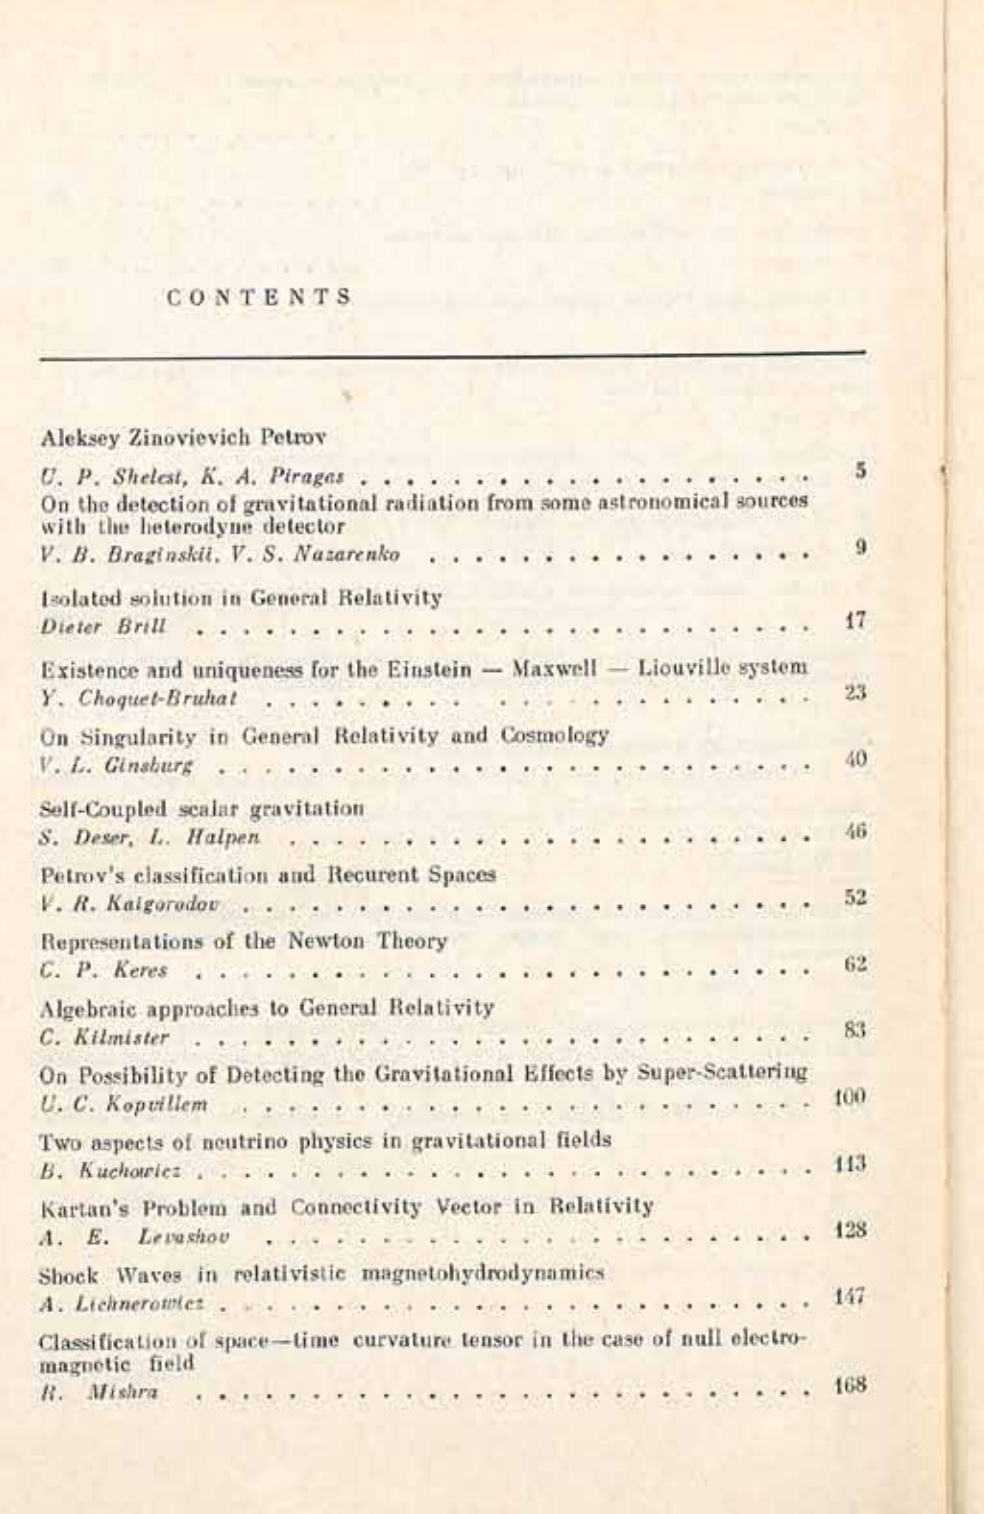 CONTENTS
Aleksey Zinovievich Petrov
U. P. Shelest, K. A. Piragas . . . . . . . . . . . . . . . . . . . . 5
On the detection of gravitational radiation from some astronomical sources
with the heterodyne detector
V. B. Braginskii, V. S. Nazarenko . . . . . . . . . . . . . . . . . 9
Isolated solution in General Relativity
Dieter Brill . . . . . . . . . . . . . . . . . . . . . . . . . . . 17
Existence and uniqueness for the Einstein — Maxwell — Liouville system
Y. Choquet-Bruhat . . . . . . . . . . . . . . . . . . . . . . . . 23
On Singularity in General Relativity and Cosmology
V. L. Ginsburg . . . . . . . . . . . . . . . . . . . . . . . . . . 40
Self-Coupled scalar gravitation
S. Deser, L. Halpen . . . . . . . . . . . . . . . . . . . . . . . 46
Petrov's classification and Recurent Spaces
V. R. Kaigorodov . . . . . . . . . . . . . . . . . . . . . . . . . 52
Representations of the Newton Theory
C. P. Keres . . . . . . . . . . . . . . . . . . . . . . . . . . . 62
Algebraic approaches to General Relativity
C. Kilmister . . . . . . . . . . . . . . . . . . . . . . . . . . . 83
On Possibility of Detecting the Gravitational Effects by Super-Scattering
U. C. Kopvillem . . . . . . . . . . . . . . . . . . . . . . . . . 100
Two aspects of neutrino physics in gravitational fields
B. Kuchowicz . . . . . . . . . . . . . . . . . . . . . . . . . . . 113
Kartan's Problem and Connectivity Vector in Relativity
A. E. Levashov . . . . . . . . . . . . . . . . . . . . . . . . 128
Shock Waves in relativistic magnetohydrodynamics
A. Lichnerowicz . . . . . . . . . . . . . . . . . . . . . . . . . . 147
Classification of space—time curvature tensor in the case of null electro-
magnetic field
R. Mishra . . . . . . . . . . . . . . . . . . . . . . . . . . . 168